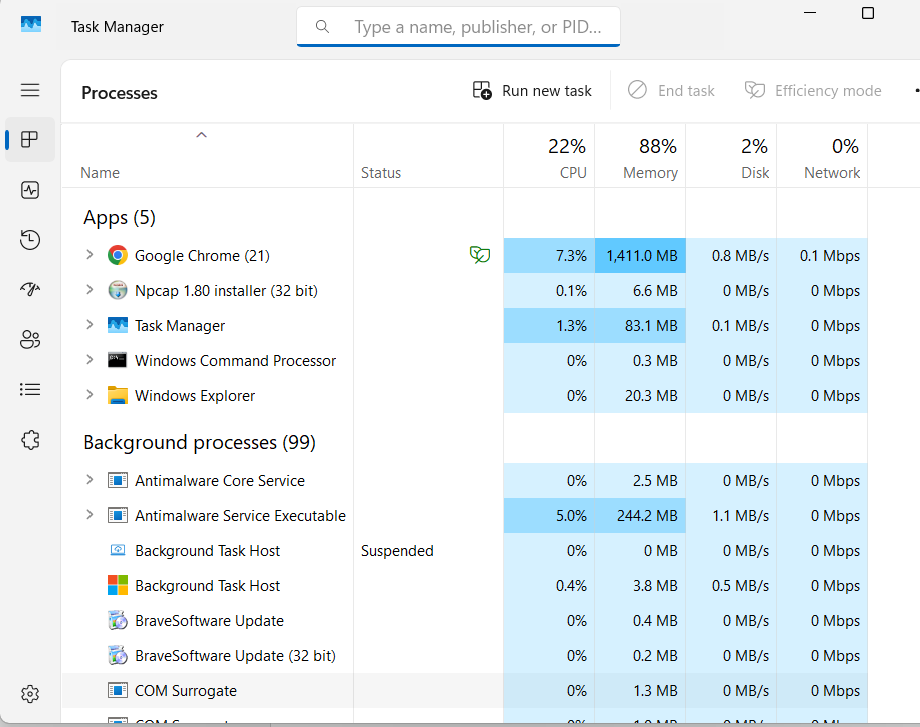 Task Manager
Type a name, publisher, or PID...
Processes
Run new task
End task
Efficiency mode
22% 88% 2% 0%
Name Status CPU Memory Disk Network
Apps (5)
Google Chrome (21) 7.3% 1,411.0 MB 0.8 MB/s 0.1 Mbps
Npcap 1.80 installer (32 bit) 0.1% 6.6 MB 0 MB/s 0 Mbps
Task Manager 1.3% 83.1 MB 0.1 MB/s 0 Mbps
Windows Command Processor 0% 0.3 MB 0 MB/s 0 Mbps
Windows Explorer 0% 20.3 MB 0 MB/s 0 Mbps
Background processes (99)
Antimalware Core Service 0% 2.5 MB 0 MB/s 0 Mbps
Antimalware Service Executable 5.0% 244.2 MB 1.1 MB/s 0 Mbps
Background Task Host Suspended 0% 0 MB 0 MB/s 0 Mbps
Background Task Host 0.4% 3.8 MB 0.5 MB/s 0 Mbps
BraveSoftware Update 0% 0.4 MB 0 MB/s 0 Mbps
BraveSoftware Update (32 bit) 0% 0.2 MB 0 MB/s 0 Mbps
COM Surrogate 0% 1.3 MB 0 MB/s 0 Mbps